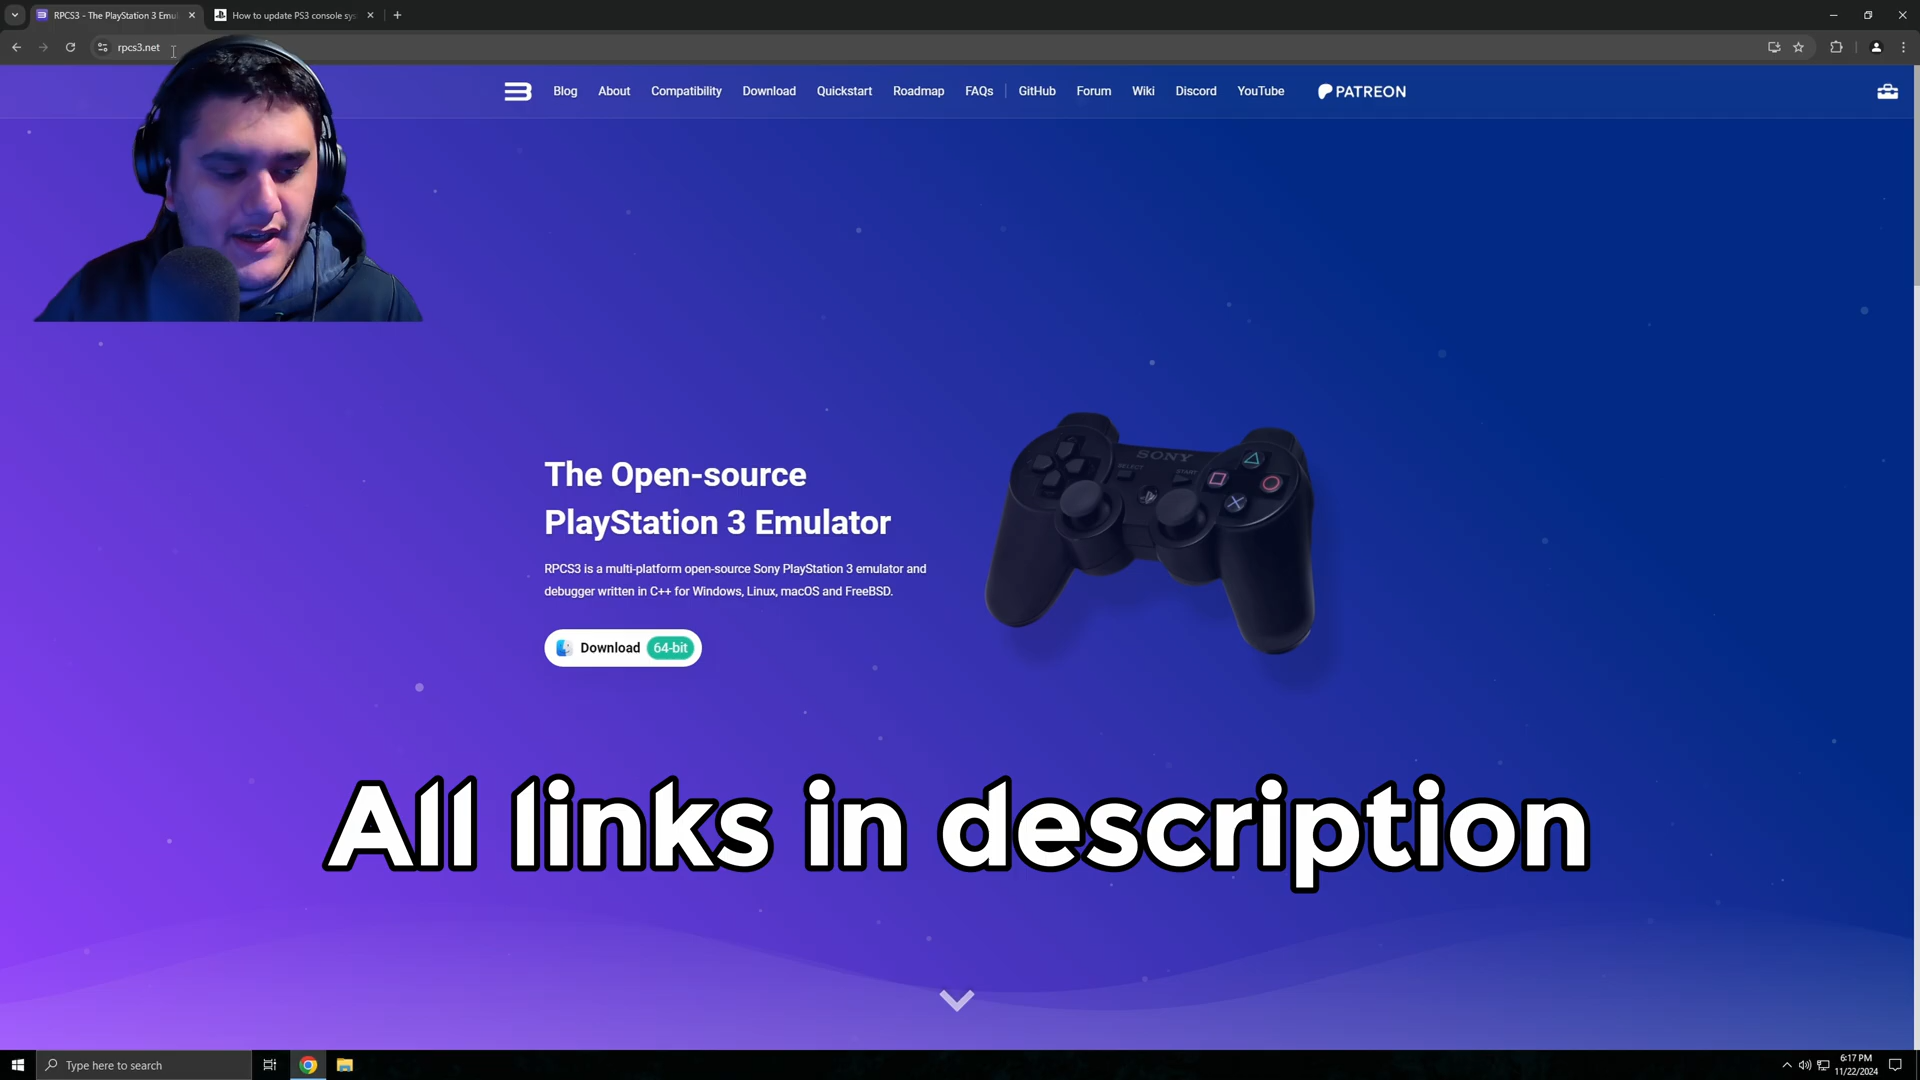 RPCS3 - The PlayStation 3 Emul
How to update PS3 console sy
rpcs3.net
Blog
About
Compatibility
Download
Quickstart
Roadmap
FAQs
GitHub
Forum
Wiki
Discord
YouTube
PATREON
SONY
SELECT
START
The Open-source
PlayStation 3 Emulator
RPCS3 is a multi-platform open-source Sony PlayStation 3 emulator and
debugger written in C++ for Windows, Linux, macOS and FreeBSD.
Download 64-bit
All links in description
Type here to search
6:17 PM
11/22/2024